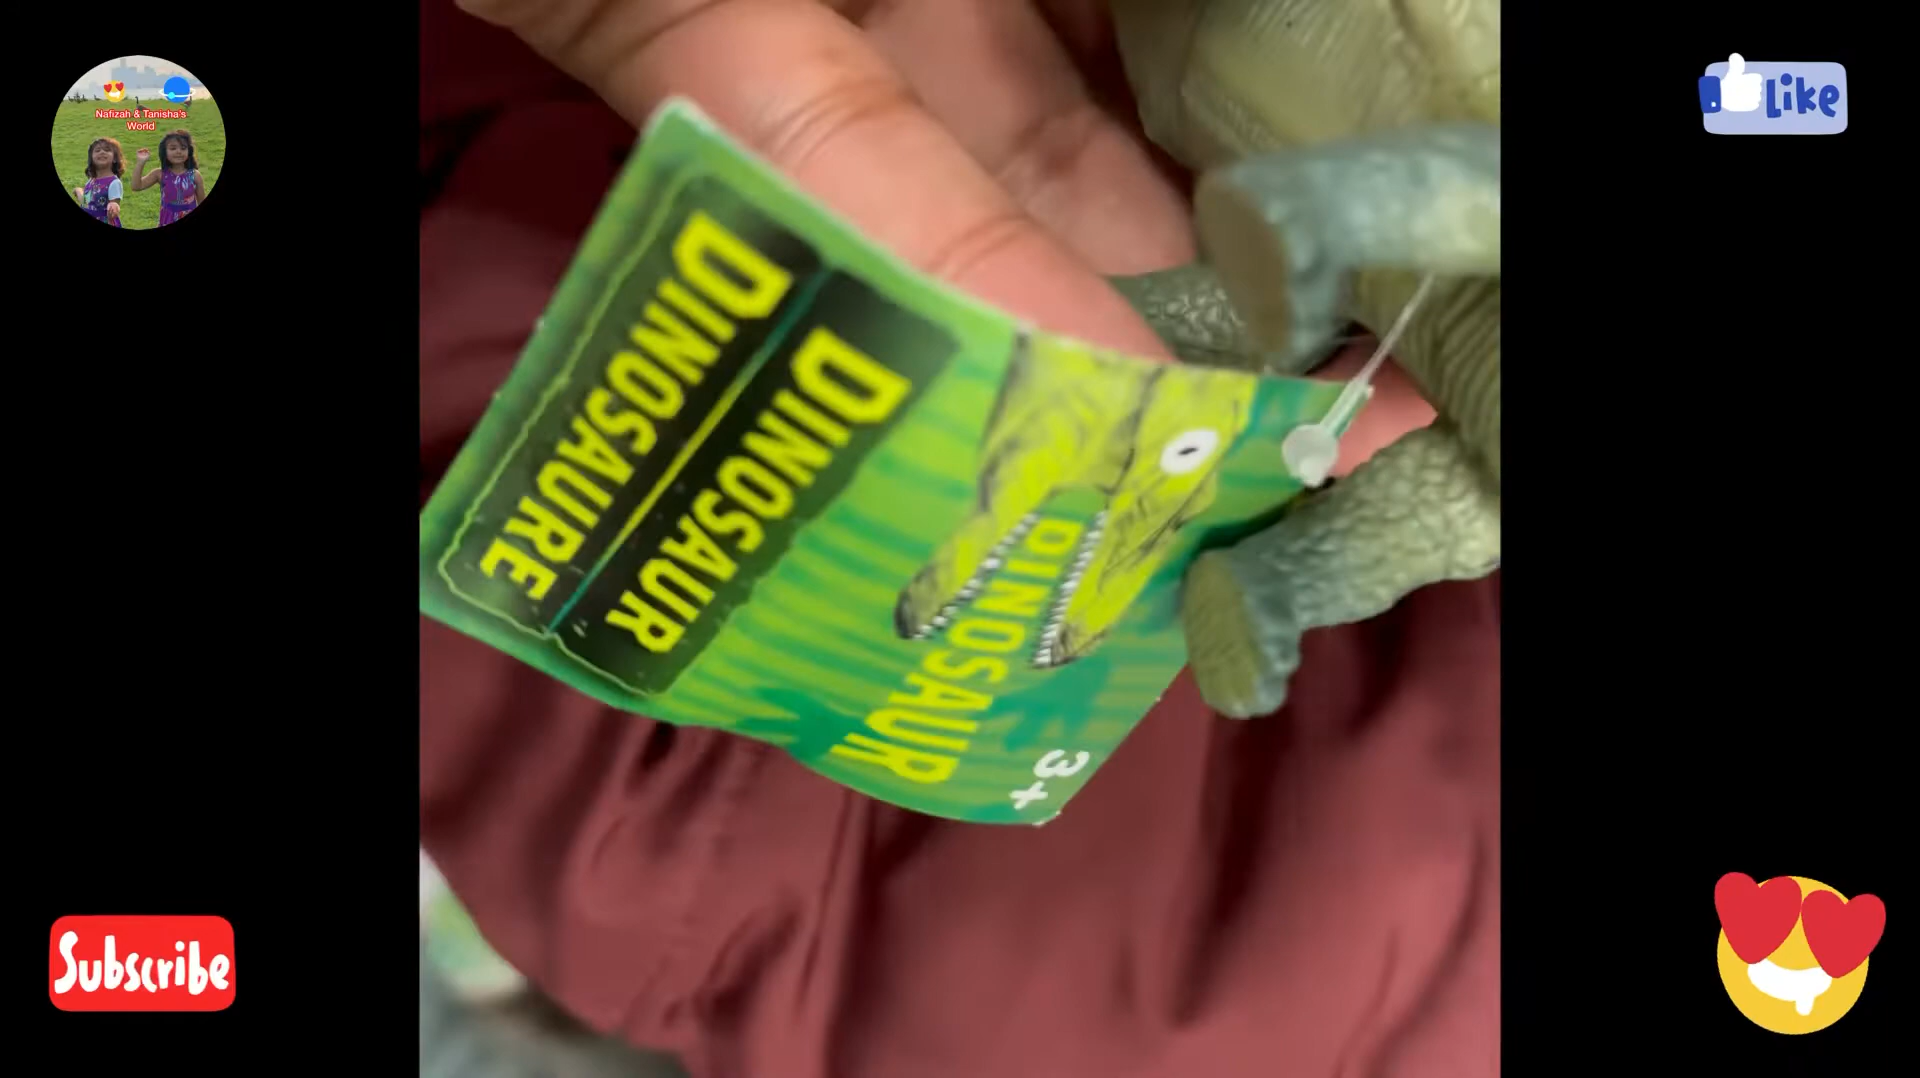 Nafizah & Tanisha's
World
Like
DINOSAUR
DINOSAURE
DINOSAUR
3+
Subscribe